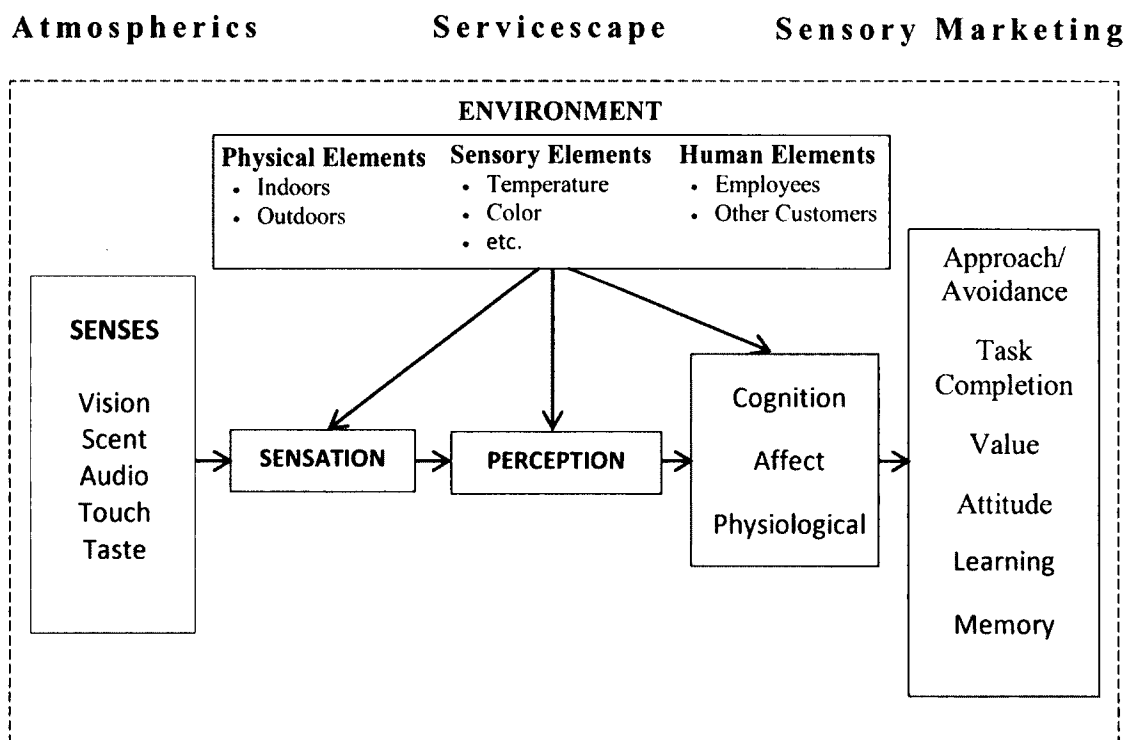 Atmospherics Servicescape Sensory Marketing
ENVIRONMENT
Physical Elements
• Indoors
• Outdoors
Sensory Elements
• Temperature
• Color
• etc.
Human Elements
• Employees
• Other Customers
SENSES
Vision
Scent
Audio
Touch
Taste
SENSATION
PERCEPTION
Cognition
Affect
Physiological
Approach/
Avoidance
Task
Completion
Value
Attitude
Learning
Memory